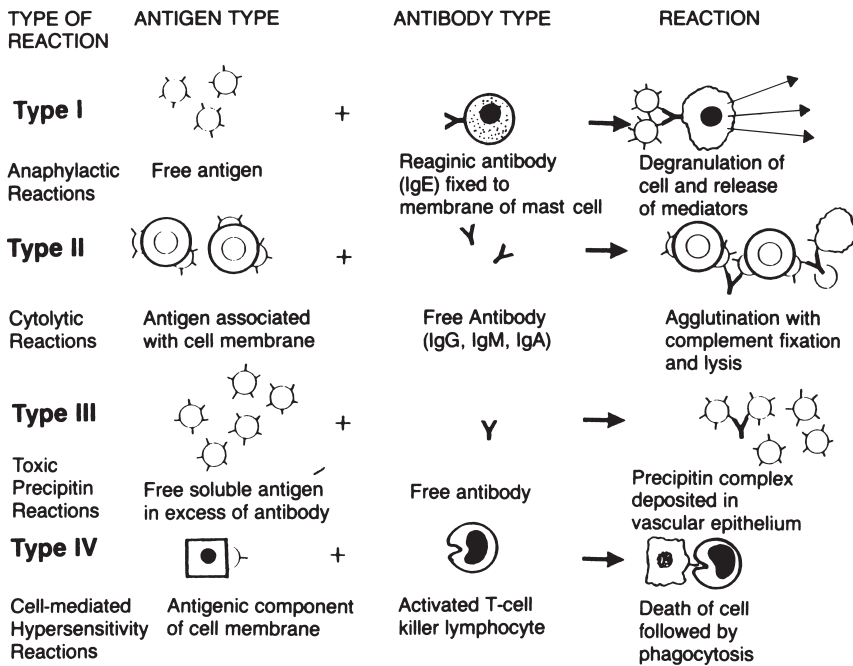 TYPE OF
REACTION
ANTIGEN TYPE
ANTIBODY TYPE
REACTION
Type I
+
Anaphylactic
Reactions
Free antigen
Reaginic antibody
(IgE) fixed to
membrane of mast cell
Degranulation of
cell and release
of mediators
Type II
+
Cytolytic
Reactions
Antigen associated
with cell membrane
Free Antibody
(IgG, IgM, IgA)
Agglutination with
complement fixation
and lysis
Type III
+
Toxic
Precipitin
Reactions
Free soluble antigen
in excess of antibody
Free antibody
Precipitin complex
deposited in
vascular epithelium
Type IV
+
Cell-mediated
Hypersensitivity
Reactions
Antigenic component
of cell membrane
Activated T-cell
killer lymphocyte
Death of cell
followed by
phagocytosis